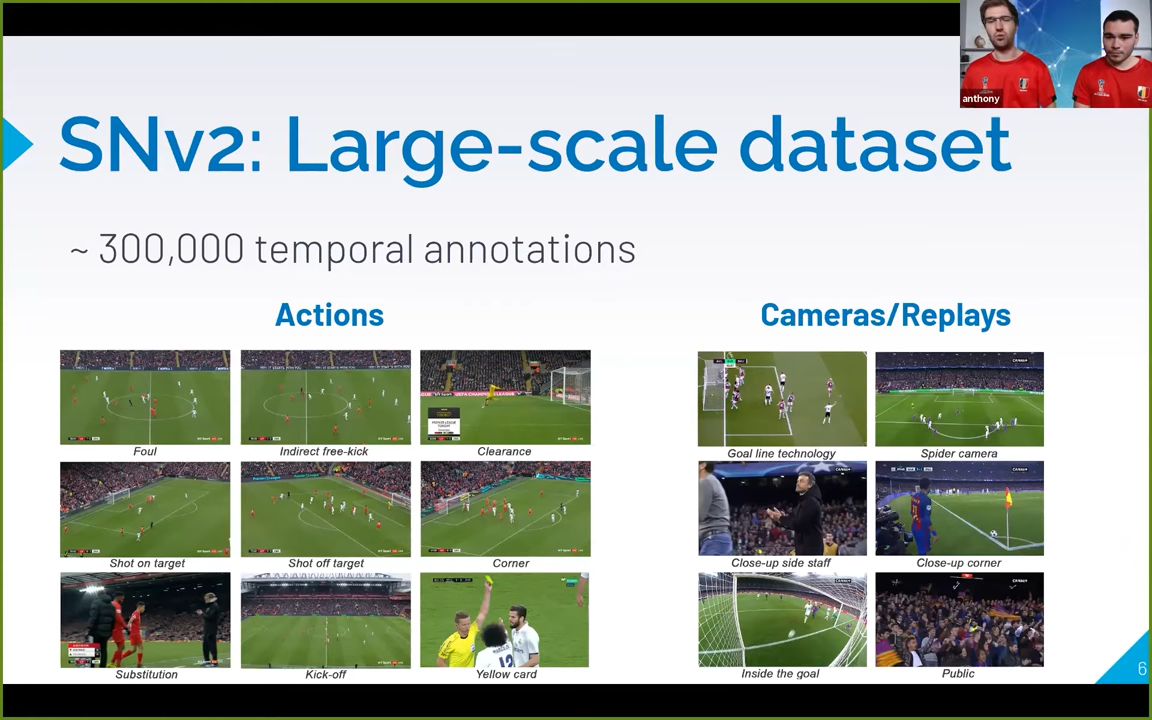 anthony
SNv2: Large-scale dataset
~ 300,000 temporal annotations
Actions
Cameras/Replays
Foul
Indirect free-kick
Clearance
Goal line technology
Spider camera
Shot on target
Shot off target
Corner
Close-up side staff
Close-up corner
Substitution
Kick-off
Yellow card
Inside the goal
Public
12
6